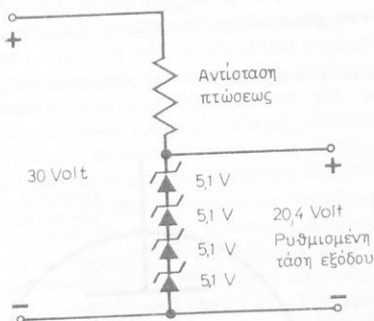 +
Αντίσταση
πτώσεως
+
30 Volt
5,1 V
5,1 V
20,4 Volt
5,1 V
Ρυθμισμένη
τάση εξόδου
5,1 V
−
−